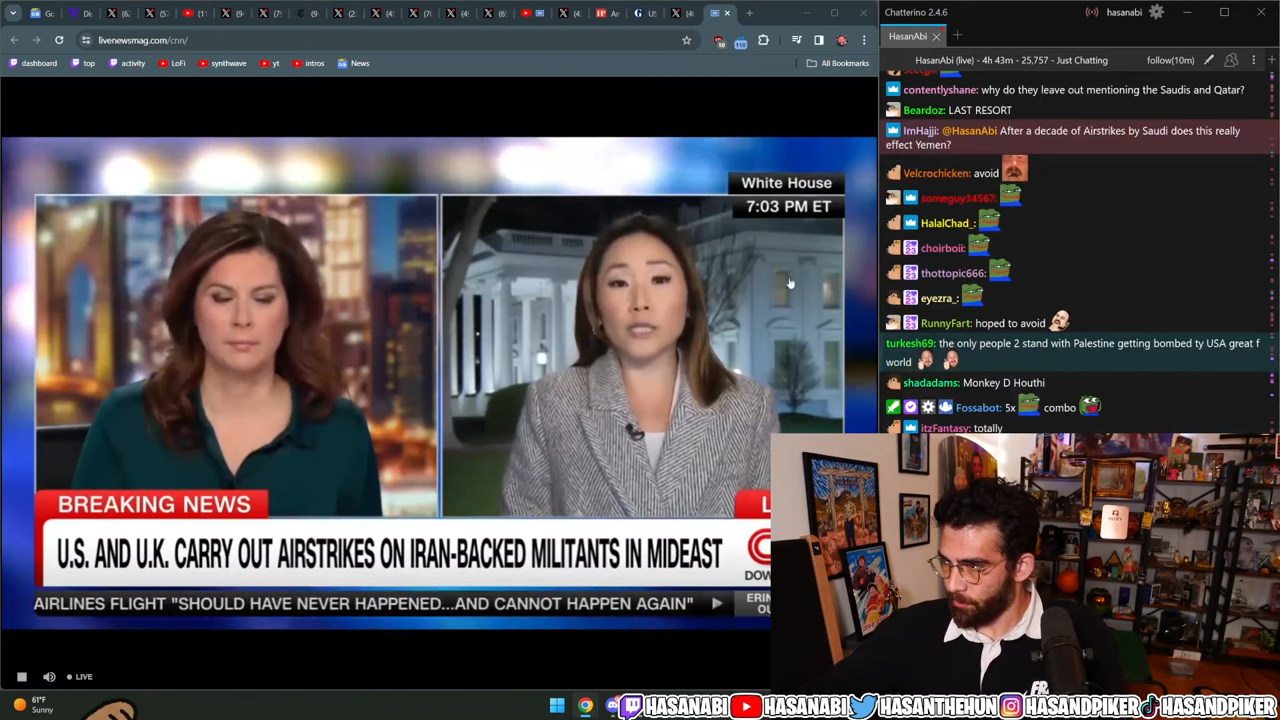 Chatterino 2.4.6
hasanabi
livenewsmag.com/cnn/
HasanAbi
dashboard
top
activity
LoFi
synthwave
yt
intros
News
All Bookmarks
HasanAbi (live) - 4h 43m - 25,757 - Just Chatting
follow(10m)
contentlyshane: why do they leave out mentioning the Saudis and Qatar?
Beardoz: LAST RESORT
ImHajji: @HasanAbi After a decade of Airstrikes by Saudi does this really
effect Yemen?
Velcrochicken: avoid
someguy34567:
HalalChad_:
choirboii:
thottopic666:
eyezra_:
RunnyFart: hoped to avoid
turkesh69: the only people 2 stand with Palestine getting bombed ty USA great f
world
shadadams: Monkey D Houthi
Fossabot: 5x combo
itzFantasy: totally
White House
7:03 PM ET
BREAKING NEWS
U.S. AND U.K. CARRY OUT AIRSTRIKES ON IRAN-BACKED MILITANTS IN MIDEAST
AIRLINES FLIGHT "SHOULD HAVE NEVER HAPPENED...AND CANNOT HAPPEN AGAIN"
LIVE
61°F
Sunny
HASANABI
HASANABI
HASANTHEHUN
HASANDPIKER
HASANDPIKER